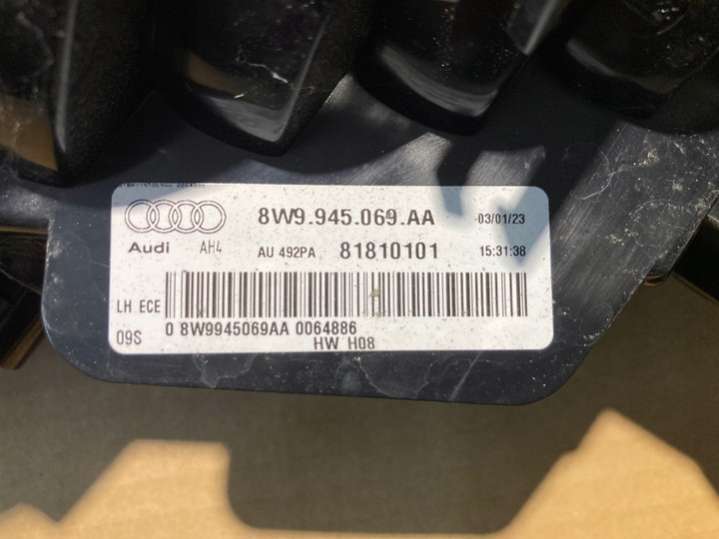 8W9.945.069.AA 03/01/23
Audi AH4 AU 492PA 81810101 15:31:38
LH ECE
0 8W9945069AA 0064886
09S
HW H08